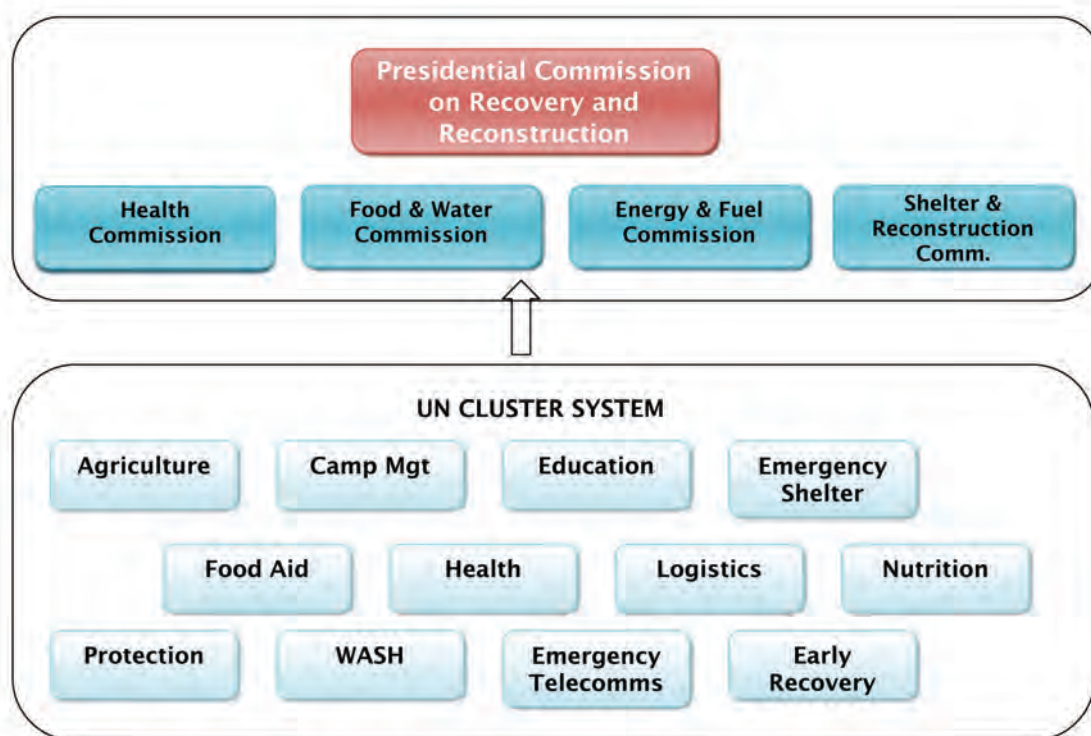 Presidential Commission
on Recovery and
Reconstruction
Health
Commission
Food & Water
Commission
Energy & Fuel
Commission
Shelter &
Reconstruction
Comm.
UN CLUSTER SYSTEM
Agriculture
Camp Mgt
Education
Emergency
Shelter
Food Aid
Health
Logistics
Nutrition
Protection
WASH
Emergency
Telecomms
Early
Recovery